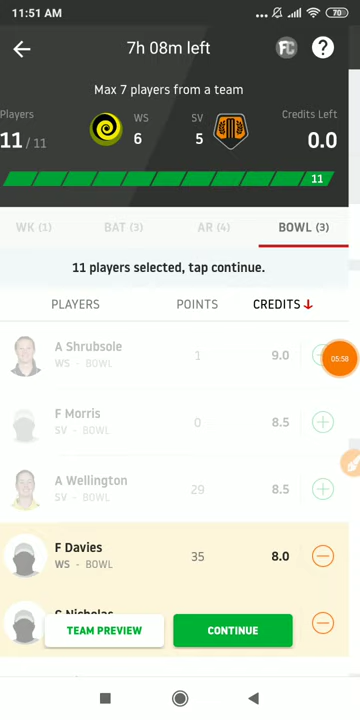 11:51 AM
70
7h 08m left
FC
?
Max 7 players from a team
Players
WS
SV
Credits Left
11 / 11
6
5
0.0
11
WK (1)
BAT (3)
AR (4)
BOWL (3)
11 players selected, tap continue.
PLAYERS
POINTS
CREDITS
A Shrubsole
WS - BOWL
1
9.0
05:58
F Morris
SV - BOWL
0
8.5
A Wellington
SV - BOWL
29
8.5
F Davies
WS - BOWL
35
8.0
TEAM PREVIEW
CONTINUE